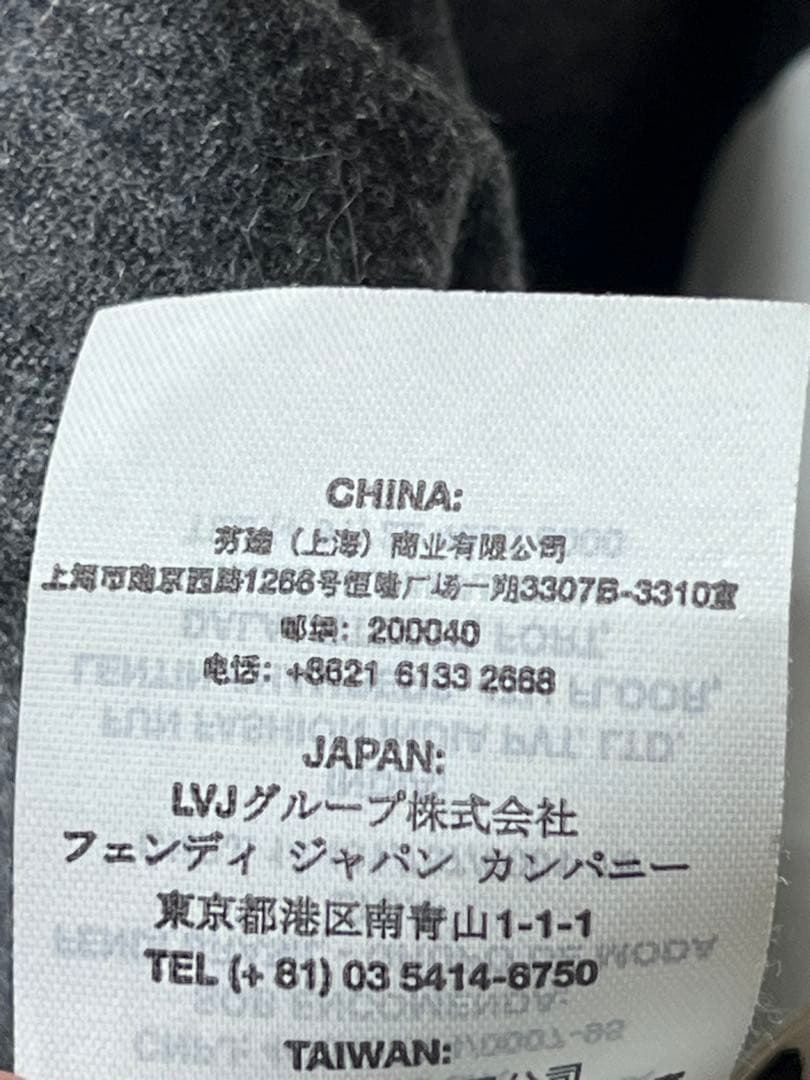 CHINA:
芬迪（上海）商业有限公司
上海市南京西路1266号恒隆广场一期3307B-3310室
邮编：200040
电话：+8621 6133 2668
JAPAN:
LVJグループ株式会社
フェンディ ジャパン カンパニー
東京都港区南青山1-1-1
TEL (+ 81) 03 5414-6750
TAIWAN:
公司